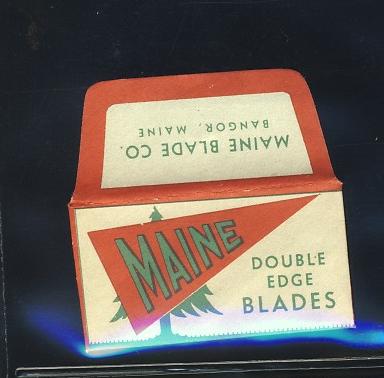 MAINE BLADE CO.
BANGOR, MAINE
MAINE
DOUBLE
EDGE
BLADES